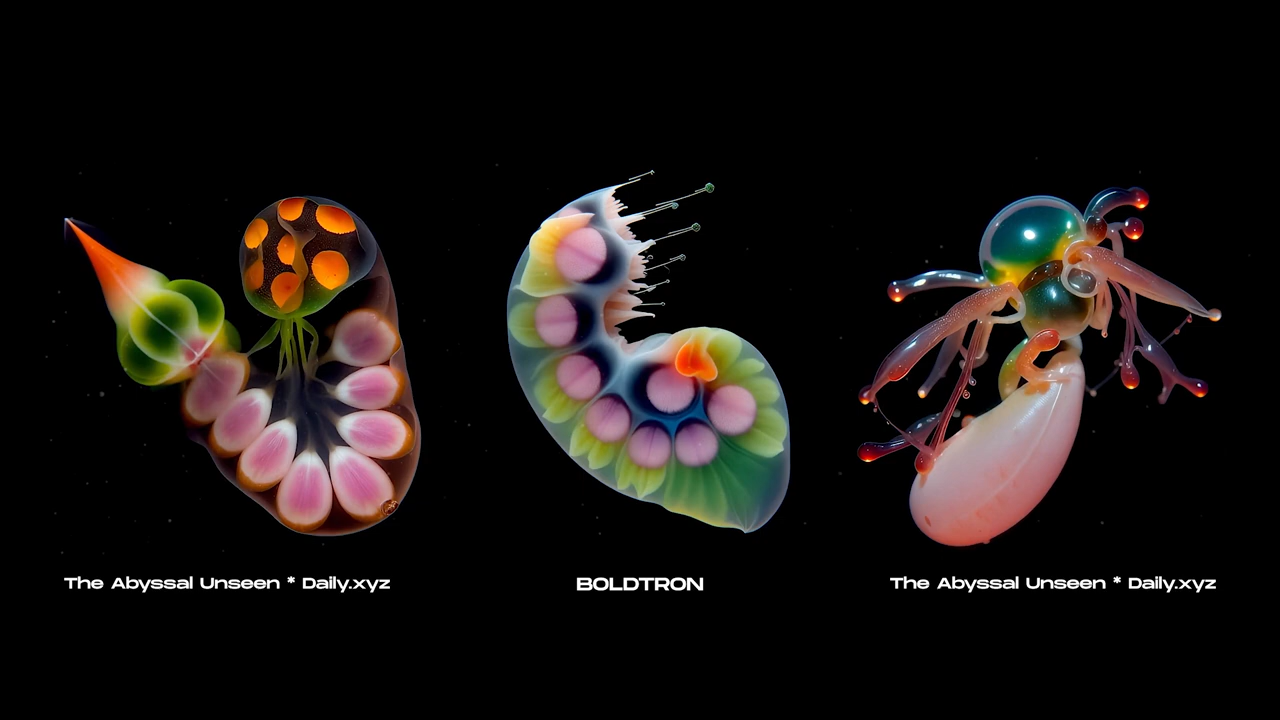 The Abyssal Unseen * Daily.xyz
BOLDTRON
The Abyssal Unseen * Daily.xyz